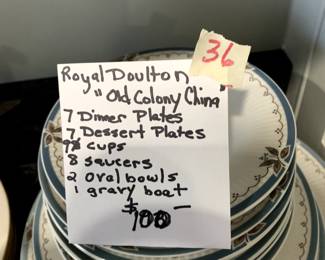 36
Royal Doulton
"Old Colony China"
7 Dinner Plates
7 Dessert Plates
cups
8 saucers
2 oval bowls
1 gravy boat
$100-